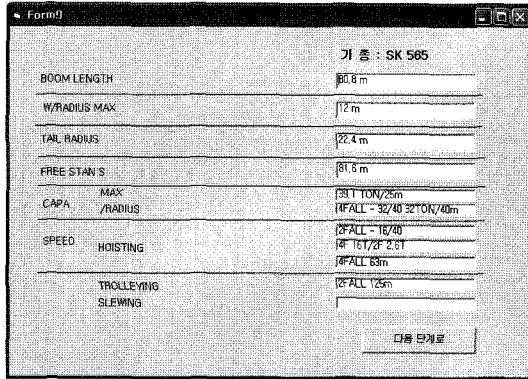 Form9
기 종 : SK 565
BOOM LENGTH 80,8 m
W/RADIUS MAX 12 m
TAIL RADIUS 22,4 m
FREE STAN'S 81,6 m
CAPA MAX 39,1 TON/25m
/RADIUS 4FALL - 32/40 32TON/40m
SPEED 2FALL - 16/40
HOISTING 4F 16T/2F 2.6T
4FALL 63m
TROLLEYING 2FALL 125m
SLEWING
다음 단계로